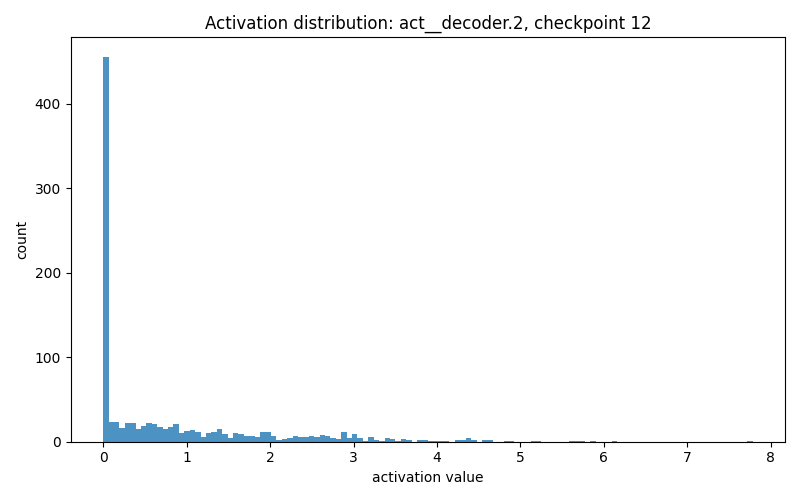 Activation distribution: act__decoder.2, checkpoint 12
400
300
200
100
0
count
0 1 2 3 4 5 6 7 8
activation value